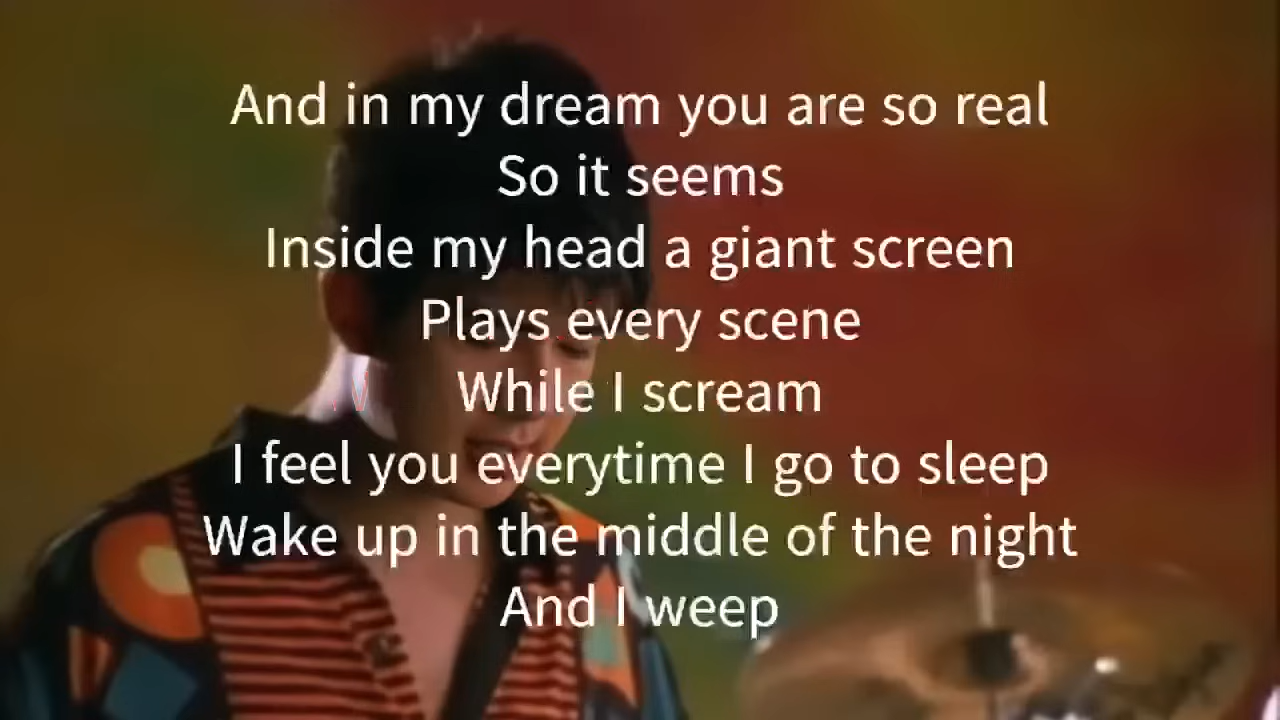 And in my dream you are so real
So it seems
Inside my head a giant screen
Plays every scene
While I scream
I feel you everytime I go to sleep
Wake up in the middle of the night
And I weep